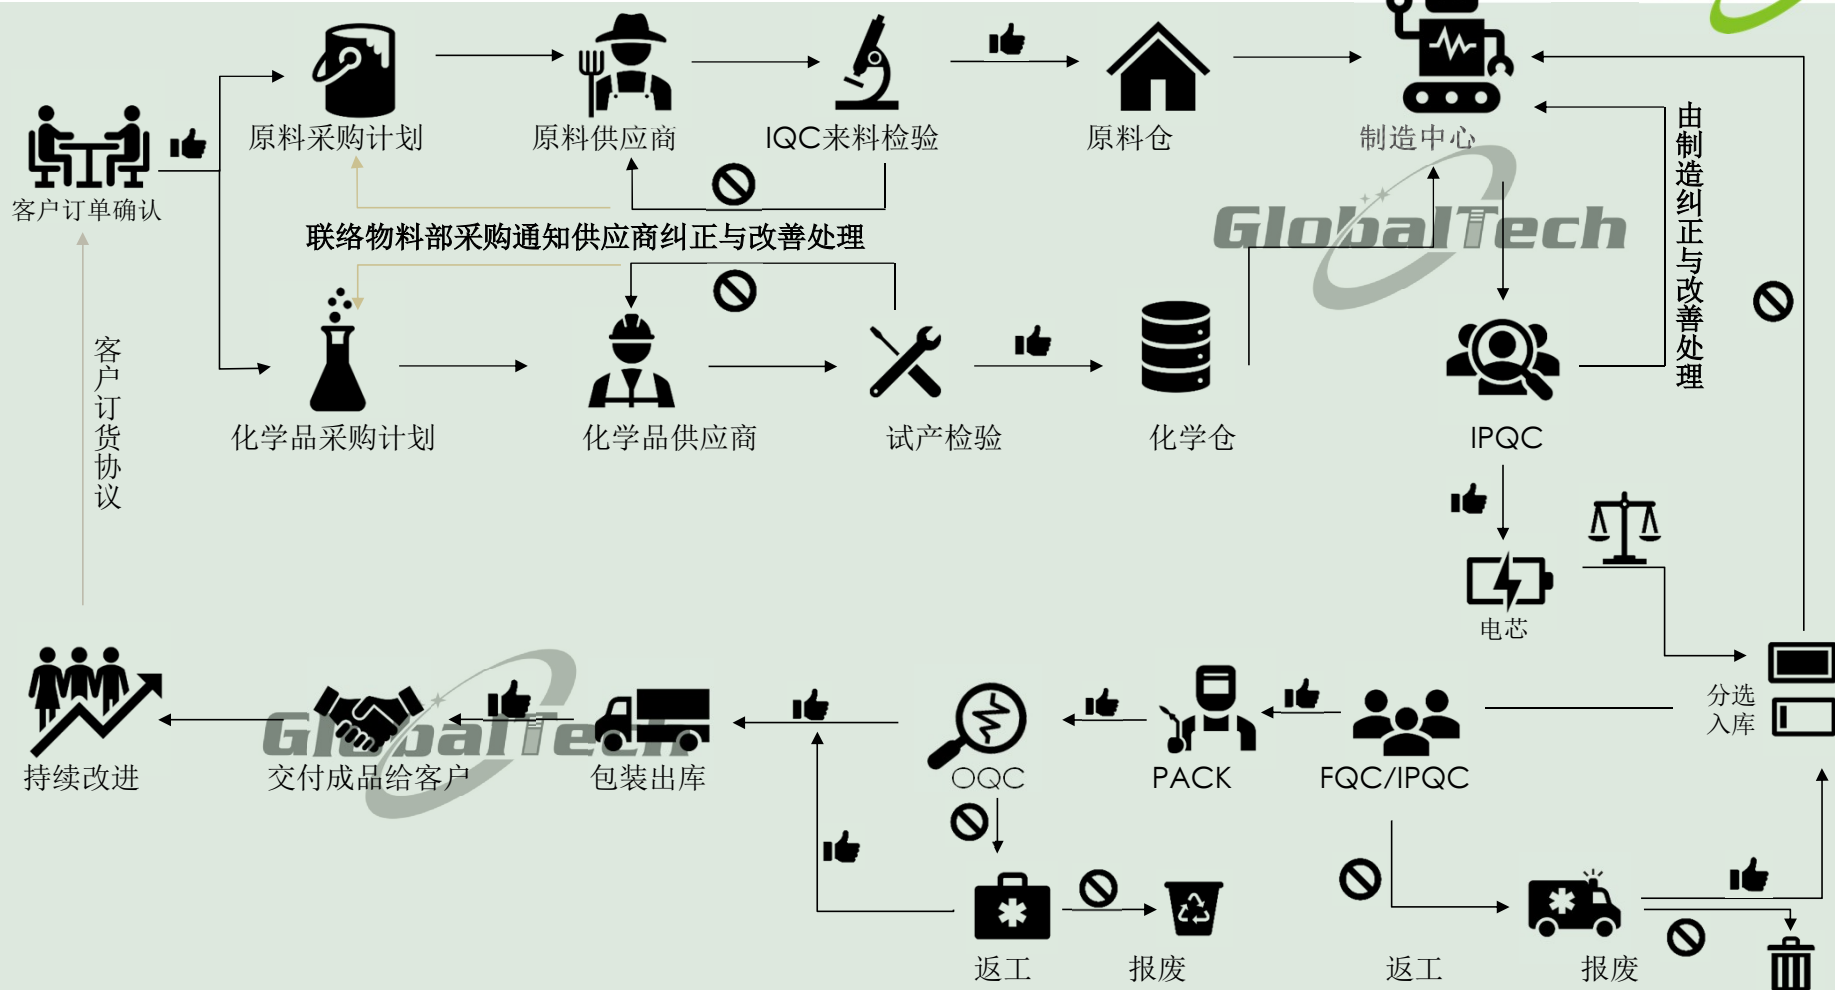 原料采购计划
原料供应商
IQC来料检验
原料仓
制造中心
客户订单确认
联络物料部采购通知供应商纠正与改善处理
由制造纠正与改善处理
GlobalTech
客户订货协议
化学品采购计划
化学品供应商
试产检验
化学仓
IPQC
电芯
分选
入库
GlobalTech
持续改进
交付成品给客户
包装出库
OQC
PACK
FQC/IPQC
返工
报废
返工
报废